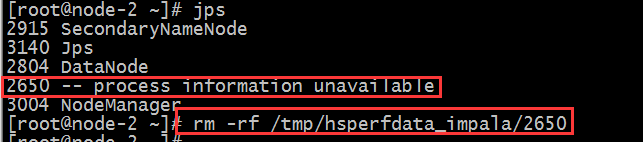 [root@node-2 ~]# jps
2915 SecondaryNameNode
3140 Jps
2804 DataNode
2650 -- process information unavailable
3004 NodeManager
[root@node-2 ~]# rm -rf /tmp/hsperfdata_impala/2650
[root@node-2 ~]#